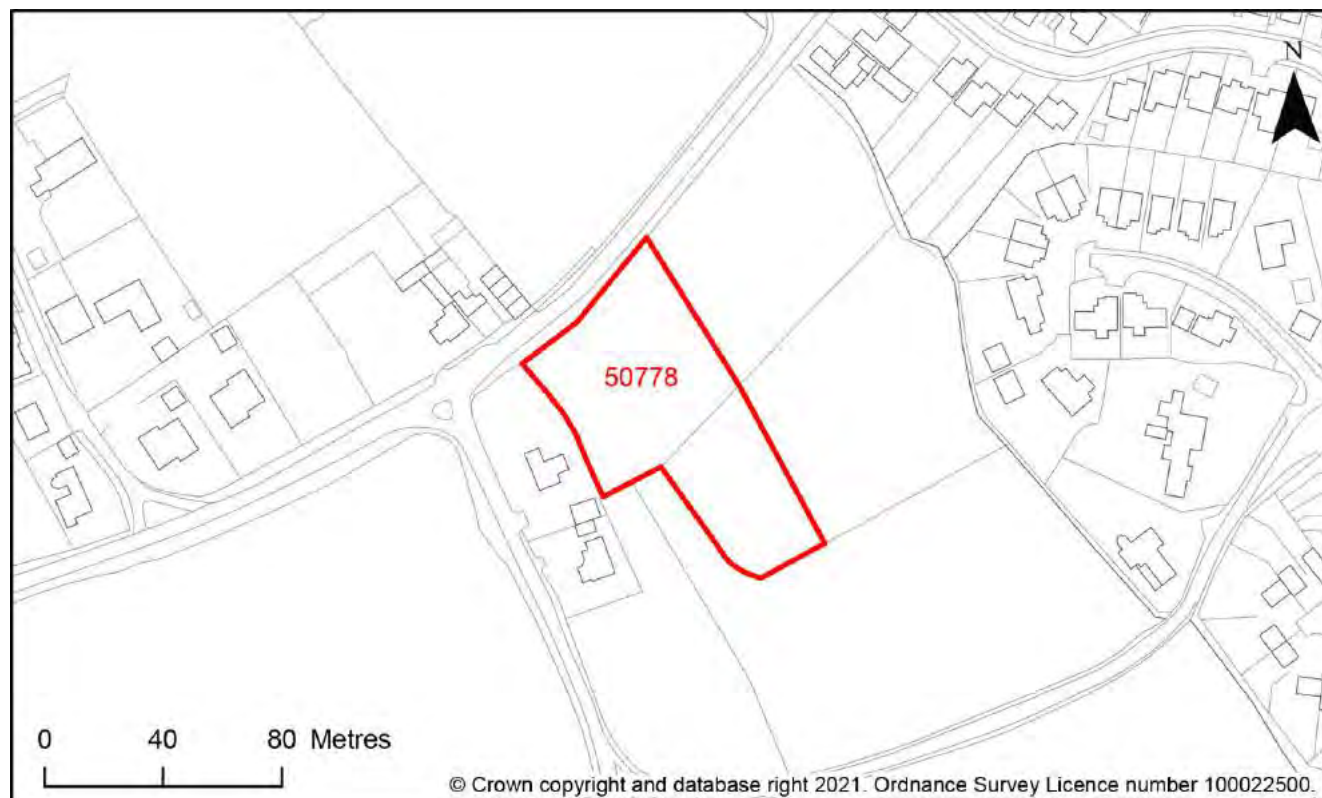 N
50778
0 40 80 Metres
© Crown copyright and database right 2021. Ordnance Survey Licence number 100022500.